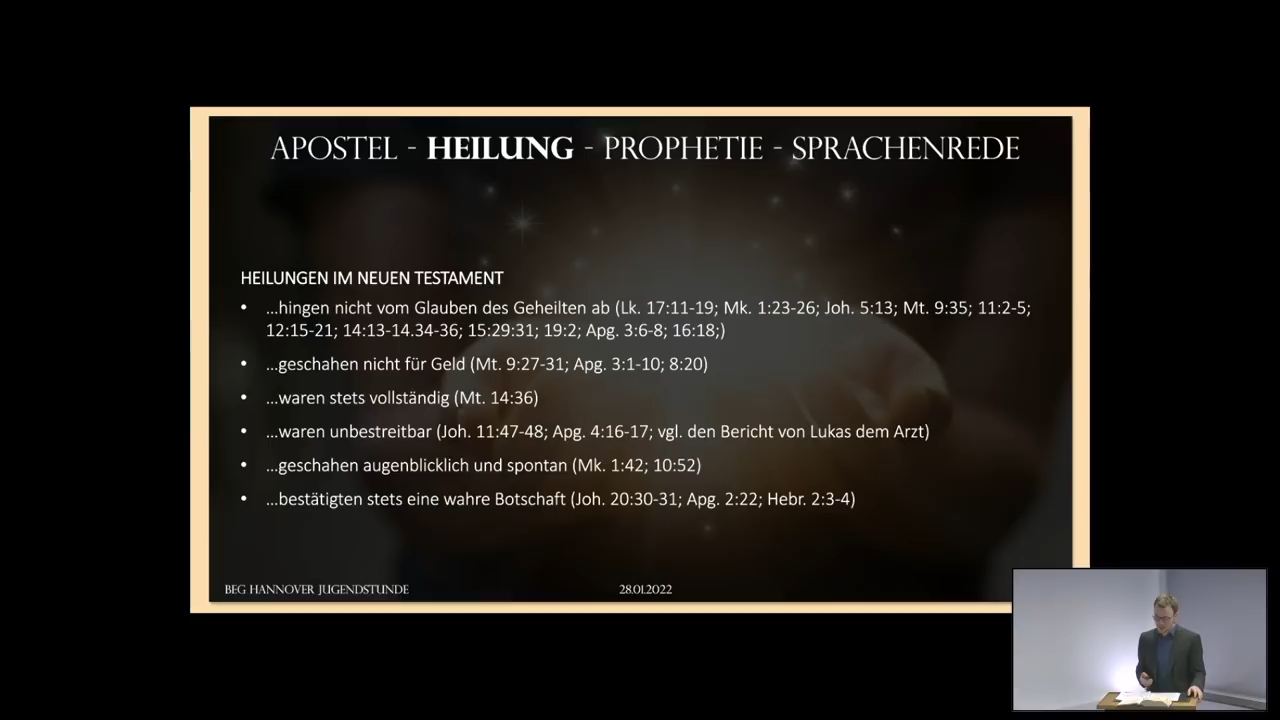 APOSTEL - HEILUNG - PROPHETIE - SPRACHENREDE
HEILUNGEN IM NEUEN TESTAMENT
• ...hingen nicht vom Glauben des Geheilten ab (Lk. 17:11-19; Mk. 1:23-26; Joh. 5:13; Mt. 9:35; 11:2-5;
12:15-21; 14:13-14.34-36; 15:29:31; 19:2; Apg. 3:6-8; 16:18;)
• ...geschahen nicht für Geld (Mt. 9:27-31; Apg. 3:1-10; 8:20)
• ...waren stets vollständig (Mt. 14:36)
• ...waren unbestreitbar (Joh. 11:47-48; Apg. 4:16-17; vgl. den Bericht von Lukas dem Arzt)
• ...geschahen augenblicklich und spontan (Mk. 1:42; 10:52)
• ...bestätigten stets eine wahre Botschaft (Joh. 20:30-31; Apg. 2:22; Hebr. 2:3-4)
BEG HANNOVER JUGENDSTUNDE 28.01.2022